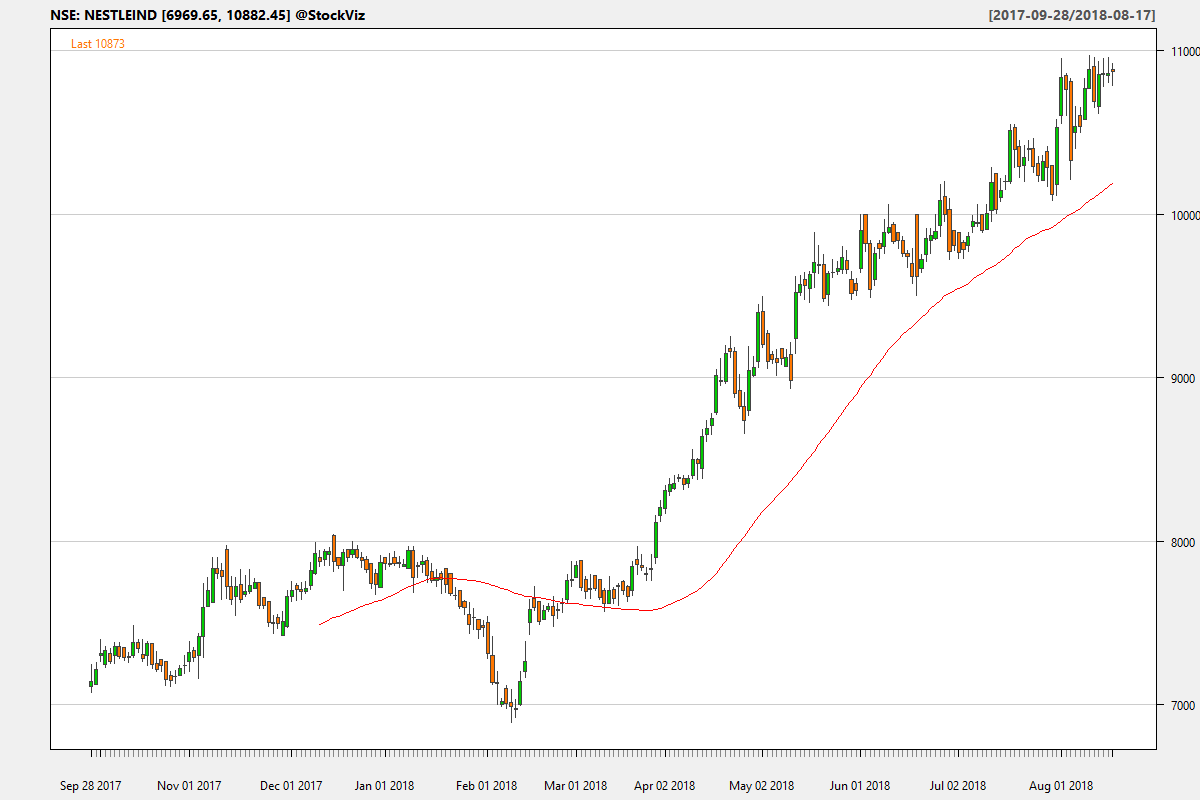 NSE: NESTLEIND [6969.65, 10882.45] @StockViz
[2017-09-28/2018-08-17]
Last 10873
11000
10000
9000
8000
7000
Sep 28 2017
Nov 01 2017
Dec 01 2017
Jan 01 2018
Feb 01 2018
Mar 01 2018
Apr 02 2018
May 02 2018
Jun 01 2018
Jul 02 2018
Aug 01 2018